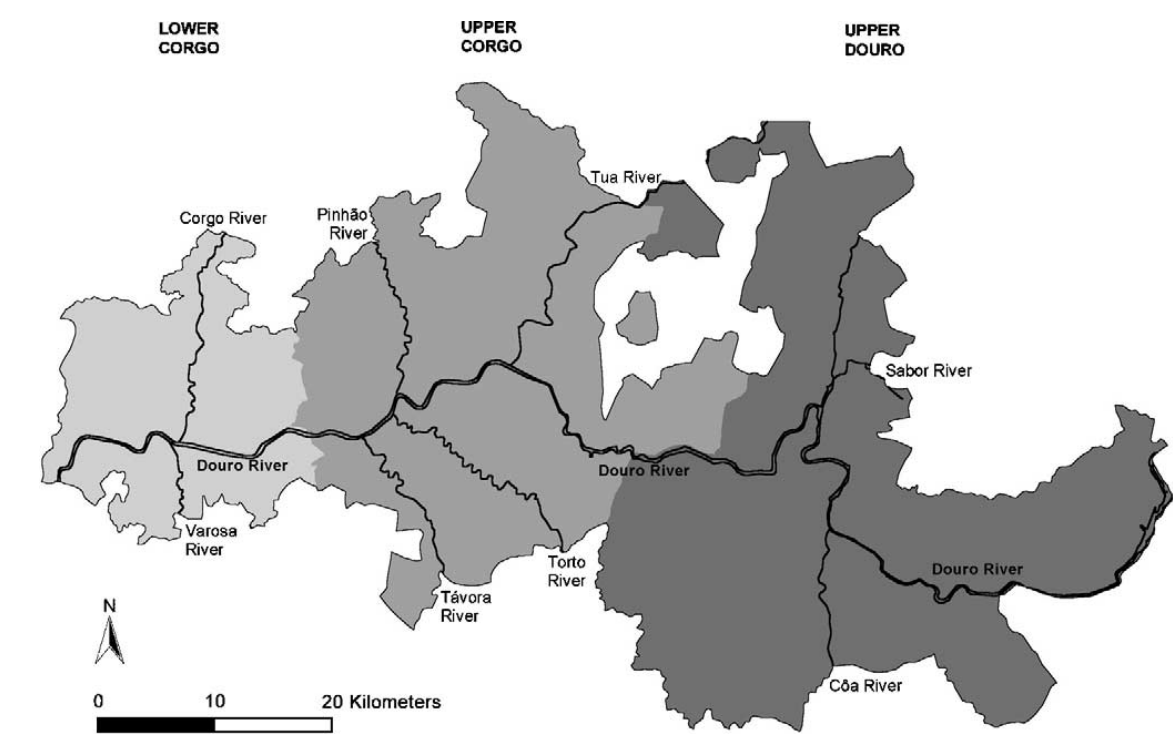 LOWER
CORGO
UPPER
CORGO
UPPER
DOURO
Tua River
Corgo River
Pinhão
River
Sabor River
Douro River
Douro River
Varosa
River
Torto
River
Douro River
Távora
River
N
Côa River
0 10 20 Kilometers